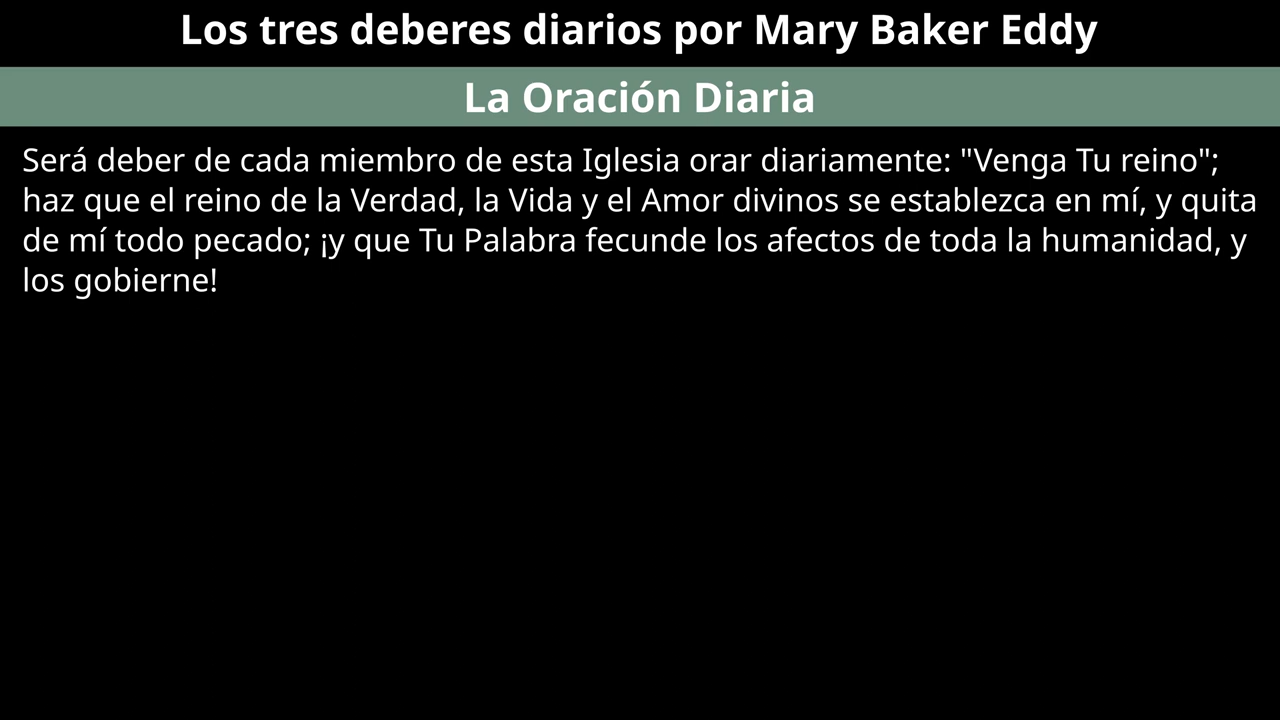 Los tres deberes diarios por Mary Baker Eddy
La Oración Diaria
Será deber de cada miembro de esta Iglesia orar diariamente: "Venga Tu reino";
haz que el reino de la Verdad, la Vida y el Amor divinos se establezca en mí, y quita
de mí todo pecado; ¡y que Tu Palabra fecunde los afectos de toda la humanidad, y
los gobierne!